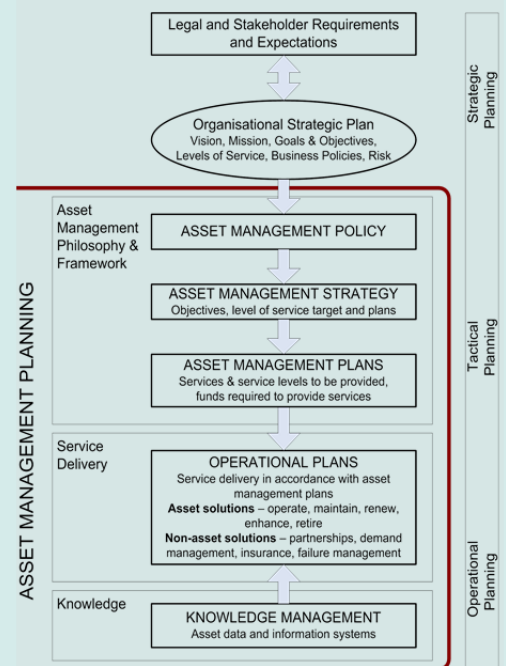 Legal and Stakeholder Requirements
and Expectations
Organisational Strategic Plan
Vision, Mission, Goals & Objectives,
Levels of Service, Business Policies, Risk
Strategic
Planning
ASSET MANAGEMENT PLANNING
Asset
Management
Philosophy &
Framework
ASSET MANAGEMENT POLICY
ASSET MANAGEMENT STRATEGY
Objectives, level of service target and plans
ASSET MANAGEMENT PLANS
Services & service levels to be provided,
funds required to provide services
Tactical
Planning
Service
Delivery
OPERATIONAL PLANS
Service delivery in accordance with asset
management plans
Asset solutions – operate, maintain, renew,
enhance, retire
Non-asset solutions – partnerships, demand
management, insurance, failure management
Operational
Planning
Knowledge
KNOWLEDGE MANAGEMENT
Asset data and information systems